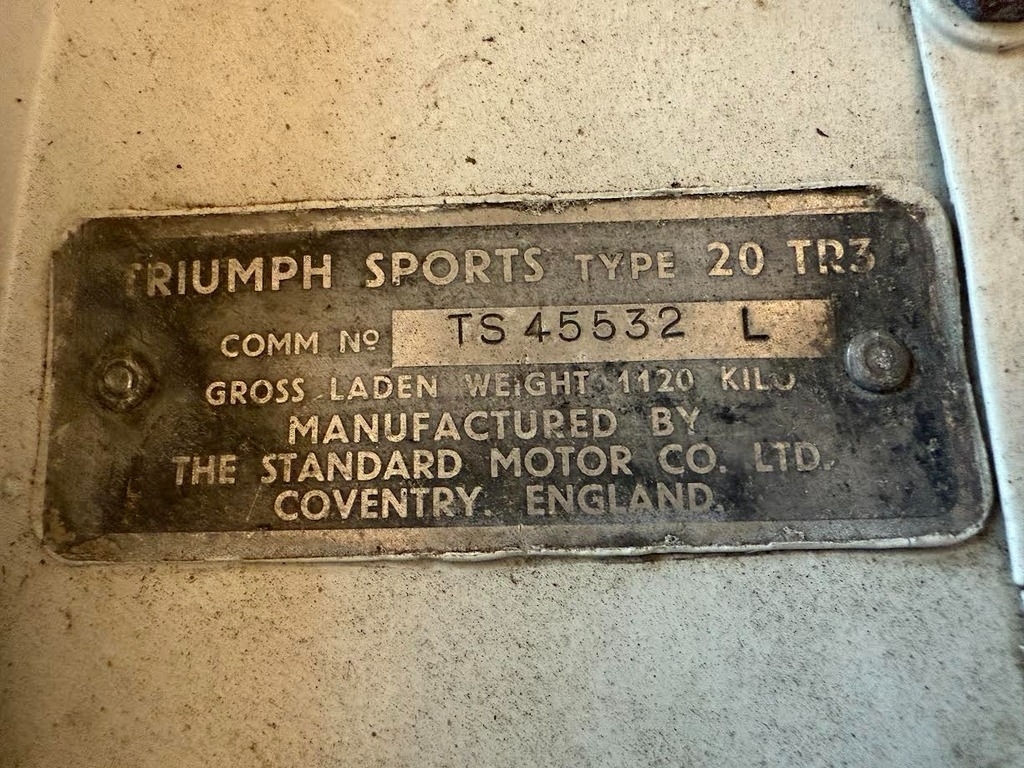 TRIUMPH SPORTS TYPE 20 TR3
COMM Nº TS 45532 L
GROSS LADEN WEIGHT 1120 KILO
MANUFACTURED BY
THE STANDARD MOTOR CO. LTD.
COVENTRY. ENGLAND.